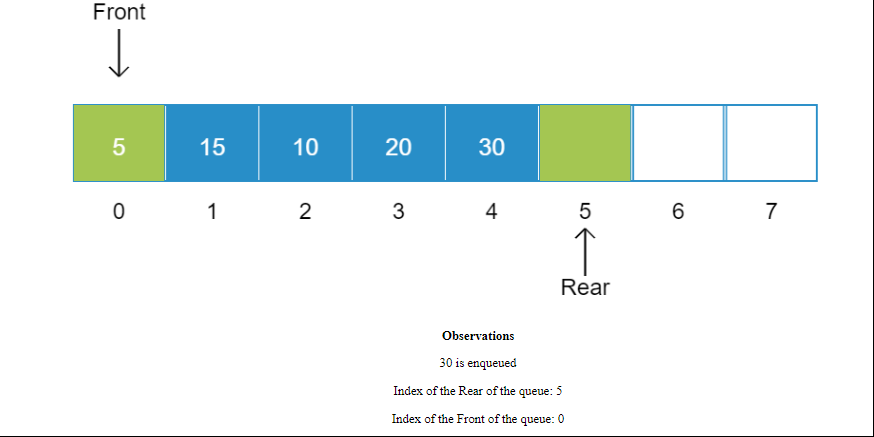 Front
5 15 10 20 30
0 1 2 3 4 5 6 7
Rear
Observations
30 is enqueued
Index of the Rear of the queue: 5
Index of the Front of the queue: 0